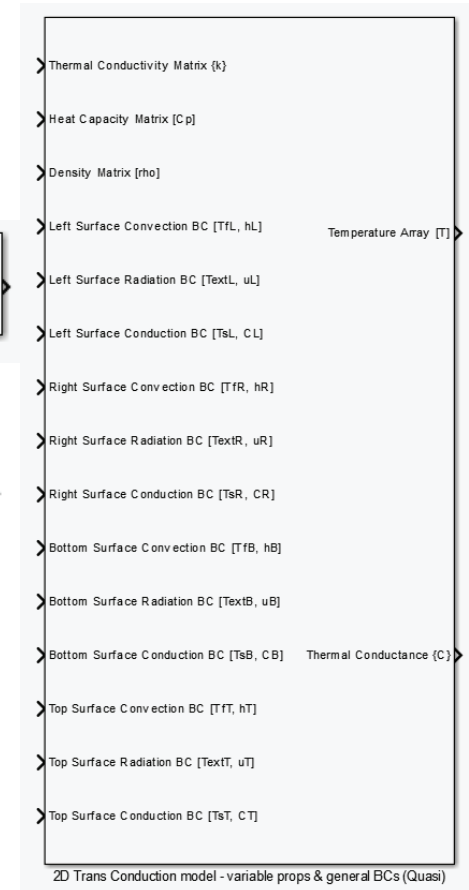 Thermal Conductivity Matrix {k}
Heat Capacity Matrix [Cp]
Density Matrix [rho]
Left Surface Convection BC [TfL, hL]
Temperature Array [T]
Left Surface Radiation BC [TextL, uL]
Left Surface Conduction BC [TsL, CL]
Right Surface Convection BC [TfR, hR]
Right Surface Radiation BC [TextR, uR]
Right Surface Conduction BC [TsR, CR]
Bottom Surface Convection BC [TfB, hB]
Bottom Surface Radiation BC [TextB, uB]
Bottom Surface Conduction BC [TsB, CB]
Thermal Conductance {C}
Top Surface Convection BC [TfT, hT]
Top Surface Radiation BC [TextT, uT]
Top Surface Conduction BC [TsT, CT]
2D Trans Conduction model - variable props & general BCs (Quasi)